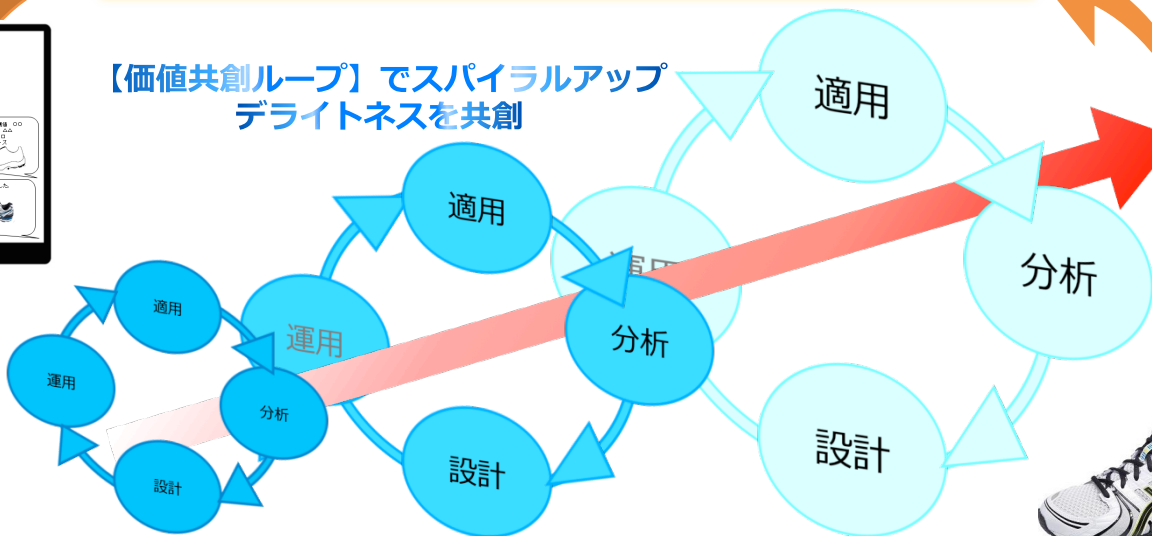 【価値共創ループ】でスパイラルアップ
デライトネスを共創
適用
分析
設計
運用
適用
分析
設計
運用
適用
分析
設計